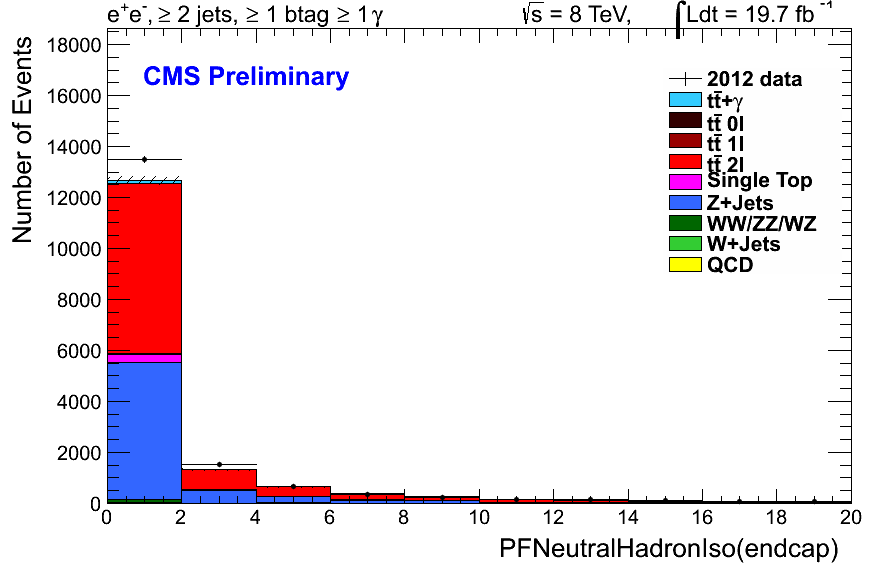 e⁺e⁻, ≥ 2 jets, ≥ 1 btag ≥ 1 γ √s = 8 TeV, ∫Ldt = 19.7 fb⁻¹
CMS Preliminary
Number of Events
18000
16000
14000
12000
10000
8000
6000
4000
2000
0
2012 data
tt̄+γ
tt̄ 0l
tt̄ 1l
tt̄ 2l
Single Top
Z+Jets
WW/ZZ/WZ
W+Jets
QCD
0 2 4 6 8 10 12 14 16 18 20
PFNeutralHadronIso(endcap)